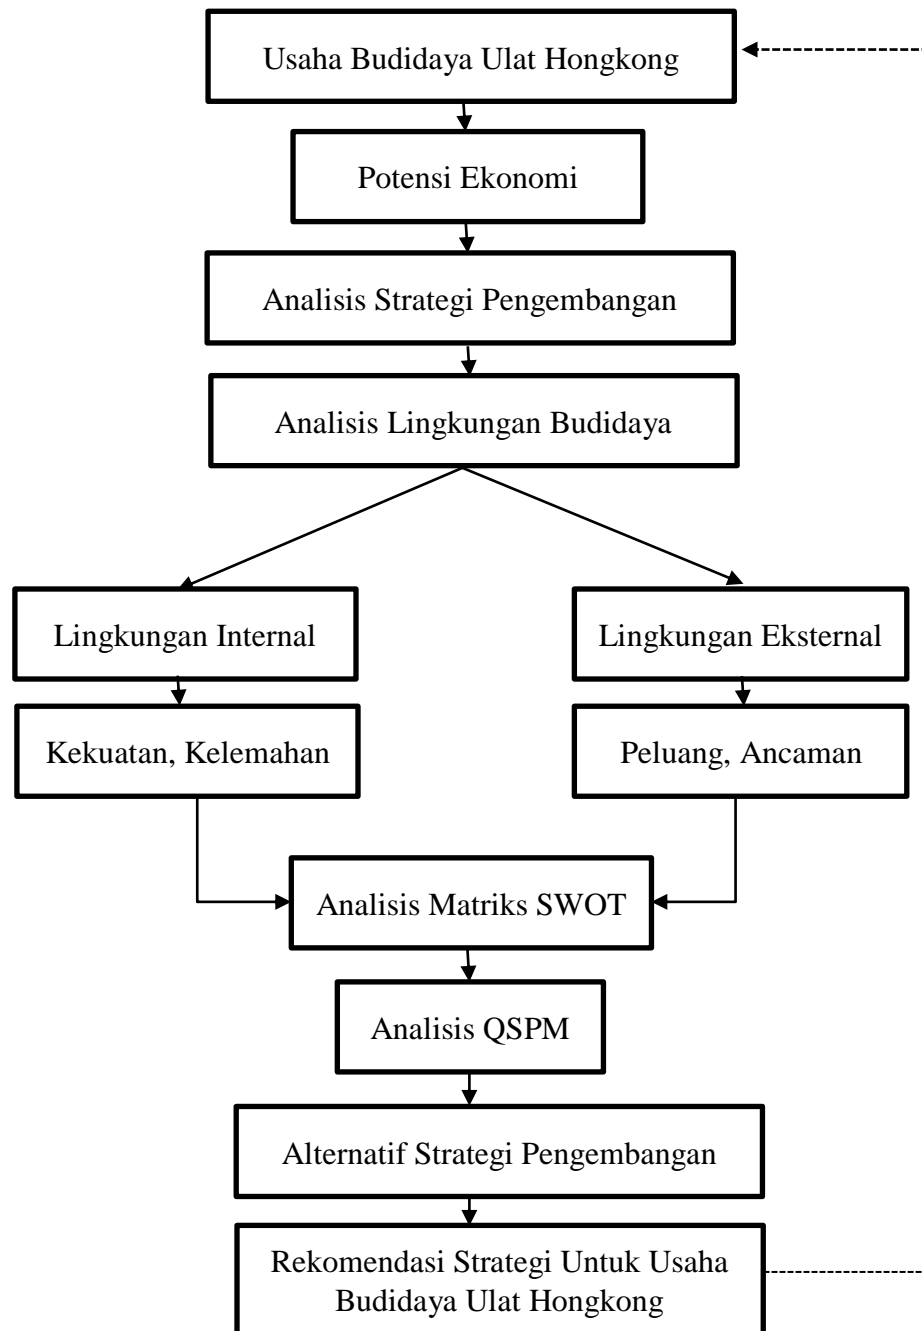 Usaha Budidaya Ulat Hongkong
Potensi Ekonomi
Analisis Strategi Pengembangan
Analisis Lingkungan Budidaya
Lingkungan Internal
Lingkungan Eksternal
Kekuatan, Kelemahan
Peluang, Ancaman
Analisis Matriks SWOT
Analisis QSPM
Alternatif Strategi Pengembangan
Rekomendasi Strategi Untuk Usaha
Budidaya Ulat Hongkong